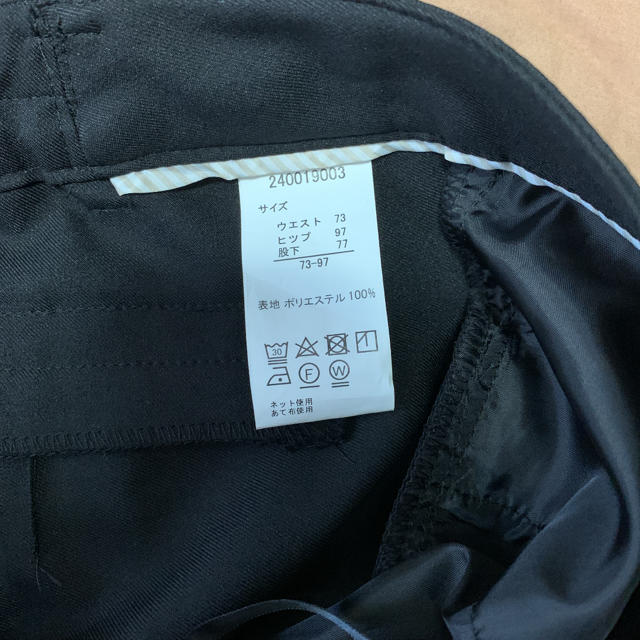 240019003
サイズ
ウエスト 73
ヒップ 97
股下 77
73-97
表地 ポリエステル 100%
30
F W
ネット使用
あて布使用